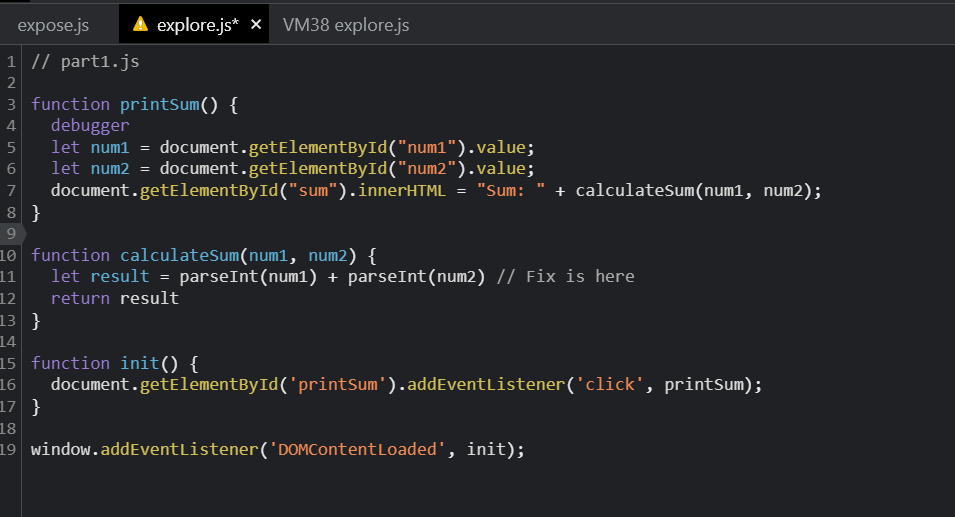 expose.js explore.js* × VM38 explore.js
1 // part1.js
2
3 function printSum() {
4   debugger
5   let num1 = document.getElementById("num1").value;
6   let num2 = document.getElementById("num2").value;
7   document.getElementById("sum").innerHTML = "Sum: " + calculateSum(num1, num2);
8 }
9
10 function calculateSum(num1, num2) {
11   let result = parseInt(num1) + parseInt(num2) // Fix is here
12   return result
13 }
14
15 function init() {
16   document.getElementById('printSum').addEventListener('click', printSum);
17 }
18
19 window.addEventListener('DOMContentLoaded', init);